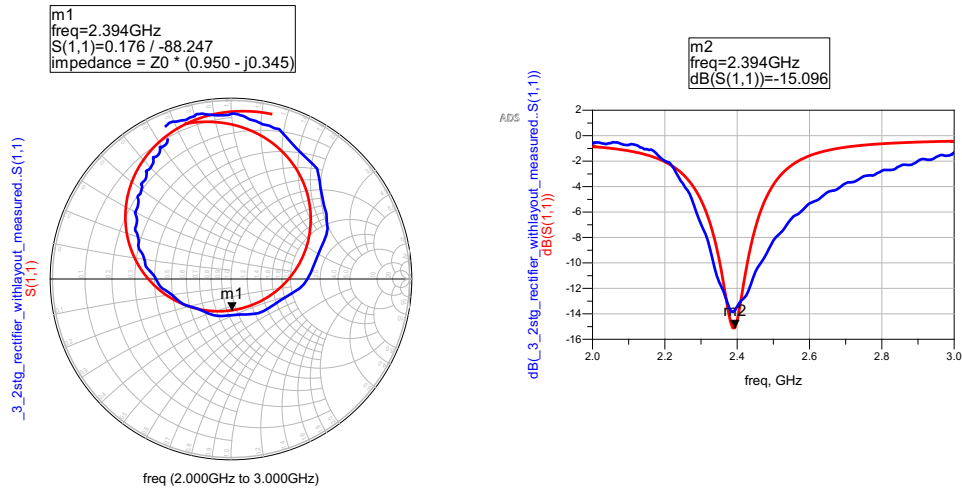 m1
freq=2.394GHz
S(1,1)=0.176 / -88.247
impedance = Z0 * (0.950 - j0.345)
_3_2stg_rectifier_withlayout_measured..S(1,1)
S(1,1)
m1
freq (2.000GHz to 3.000GHz)
m2
freq=2.394GHz
dB(S(1,1))=-15.096
ADS
dB(_3_2stg_rectifier_withlayout_measured..S(1,1))
dB(S(1,1))
2
0
-2
-4
-6
-8
-10
-12
-14
-16
m2
2.0 2.2 2.4 2.6 2.8 3.0
freq, GHz